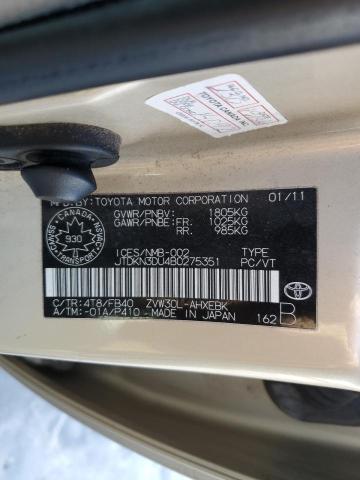 TOYOTA CANADA INC.
MFD.BY: TOYOTA MOTOR CORPORATION 01/11
GVWR/PNBV: 1805KG
GAWR/PNBE: FR. 1025KG
RR. 985KG
CANADA
930
TRANSPORT
ICES/NMB-002 TYPE
JTDKN3DU4B0275351 PC/VT
C/TR: 4T8/FB40 ZVW30L-AHXEBK
A/TM: -01A/P410 MADE IN JAPAN 162 B
TOYOTA